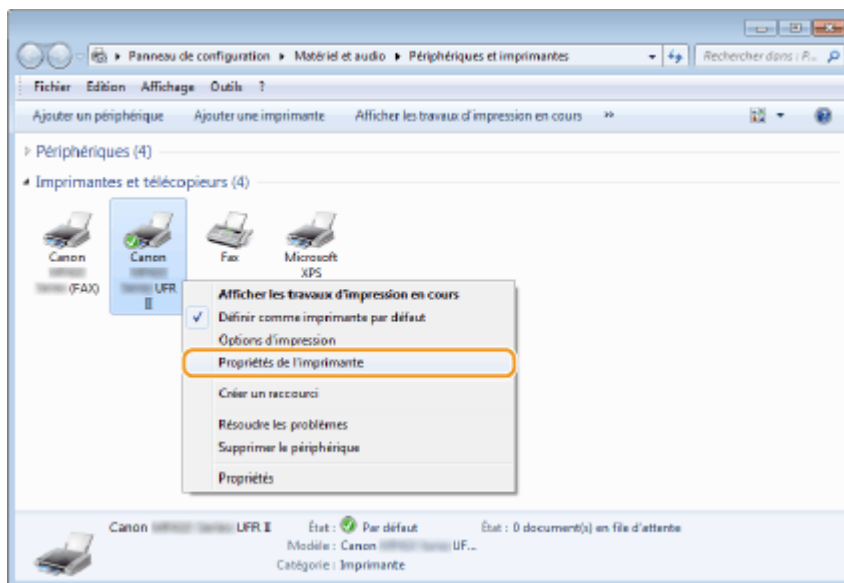 Panneau de configuration ▸ Matériel et audio ▸ Périphériques et imprimantes
Rechercher dans : P...
Fichier Edition Affichage Outils ?
Ajouter un périphérique Ajouter une imprimante Afficher les travaux d'impression en cours »
Périphériques (4)
Imprimantes et télécopieurs (4)
Canon
(FAX)
Canon
UFR
II
Fax
Microsoft
XPS
Afficher les travaux d'impression en cours
Définir comme imprimante par défaut
Options d'impression
Propriétés de l'imprimante
Créer un raccourci
Résoudre les problèmes
Supprimer le périphérique
Propriétés
Canon UFR II État : Par défaut État : 0 document(s) en file d'attente
Modèle : Canon UF...
Catégorie : Imprimante